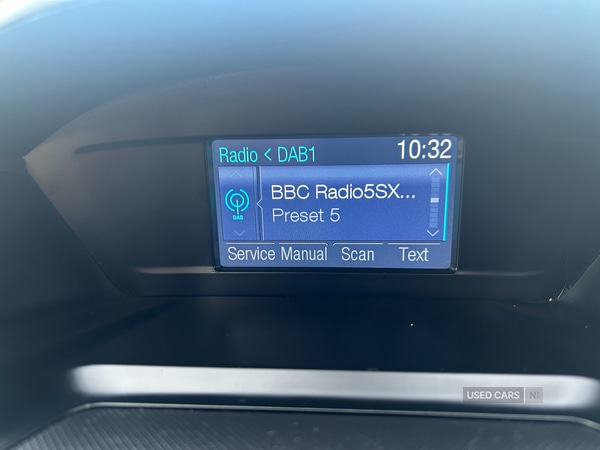 Radio < DAB1 10:32
BBC Radio5SX...
Preset 5
DAB
Service Manual Scan Text
USED CARS NI